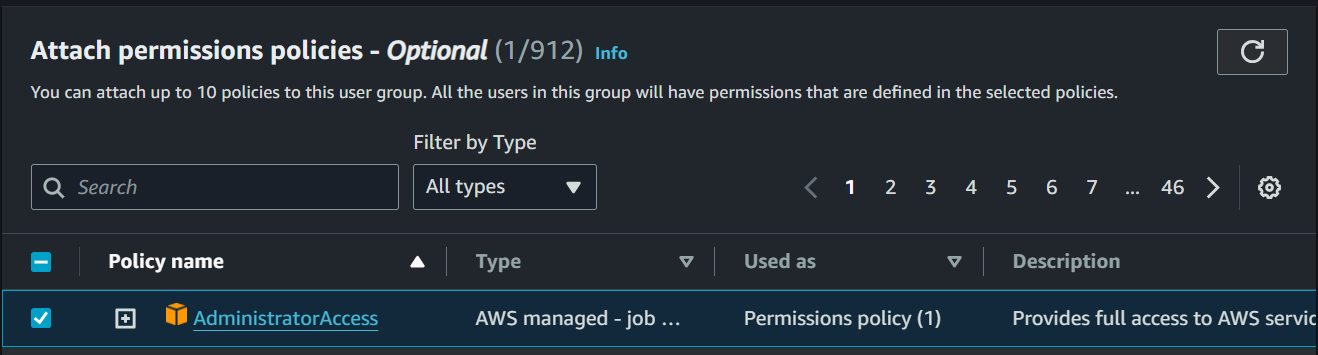 Attach permissions policies - Optional (1/912) Info
You can attach up to 10 policies to this user group. All the users in this group will have permissions that are defined in the selected policies.
Filter by Type
Search All types 1 2 3 4 5 6 7 ... 46
Policy name Type Used as Description
AdministratorAccess AWS managed - job ... Permissions policy (1) Provides full access to AWS servic